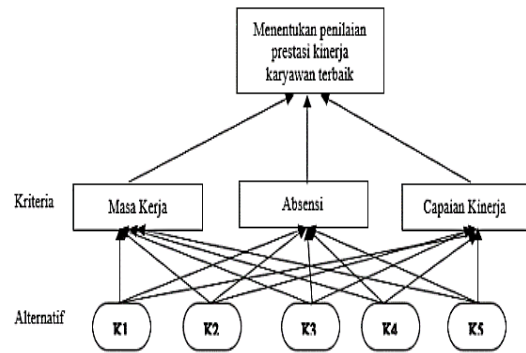 Menentukan penilaian
prestasi kinerja
karyawan terbaik
Kriteria
Masa Kerja
Absensi
Capaian Kinerja
Alternatif
K1
K2
K3
K4
K5